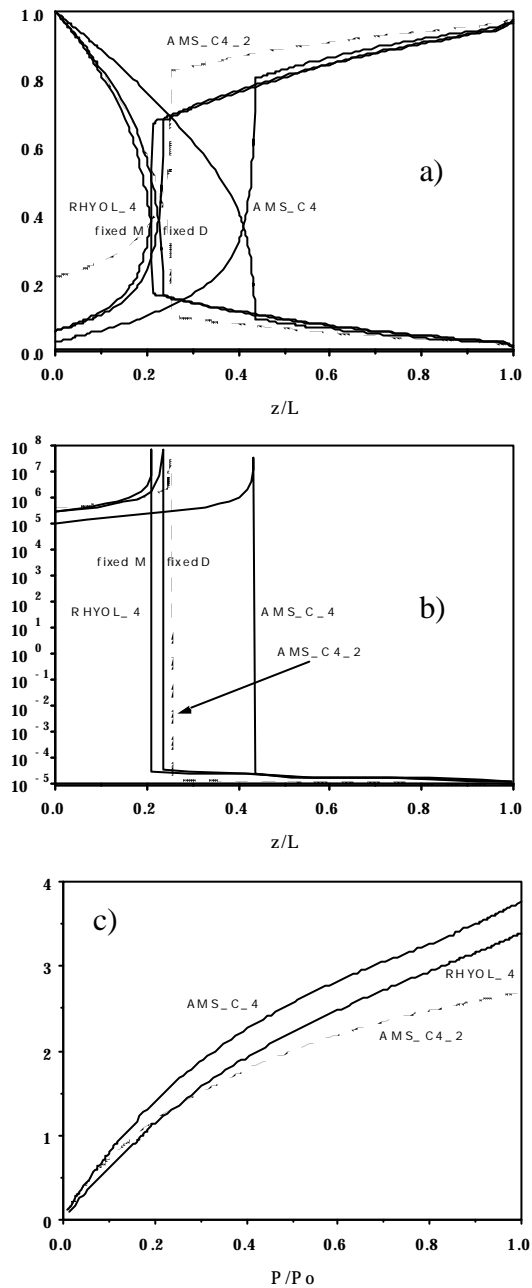 1.0
AMS_C4_2
0.8
0.6
a)
RHYOL_4
AMS_C4
0.4
fixed M
fixed D
0.2
0.0
0.0
0.2
0.4
0.6
0.8
1.0
z/L
10 8
10 7
10 6
10 5
10 4
fixed M
fixed D
10 3
10 2
RHYOL_4
AMS_C_4
b)
10 1
10 0
AMS_C4_2
10 -1
10 -2
10 -3
10 -4
10 -5
0.0
0.2
0.4
0.6
0.8
1.0
z/L
4
c)
3
AMS_C_4
RHYOL_4
2
AMS_C4_2
1
0
0.0
0.2
0.4
0.6
0.8
1.0
P/Po